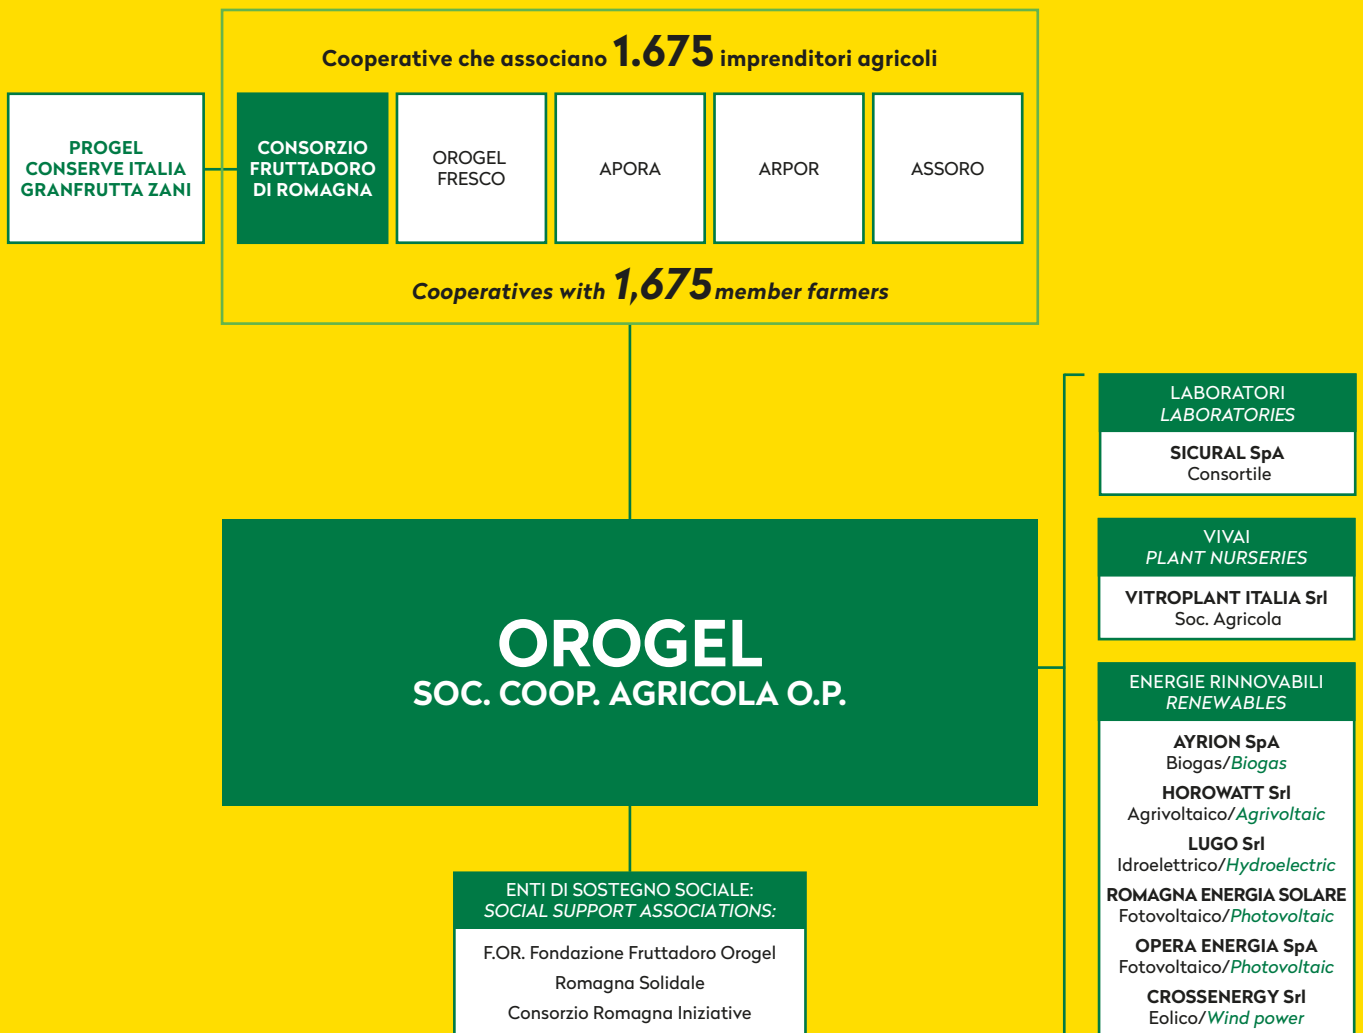 Cooperative che associano 1.675 imprenditori agricoli
PROGEL
CONSERVE ITALIA
GRANFRUTTA ZANI
CONSORZIO
FRUTTADORO
DI ROMAGNA
OROGEL
FRESCO
APORA
ARPOR
ASSORO
Cooperatives with 1,675 member farmers
LABORATORI
LABORATORIES
SICURAL SpA
Consortile
VIVAI
PLANT NURSERIES
VITROPLANT ITALIA Srl
Soc. Agricola
OROGEL
SOC. COOP. AGRICOLA O.P.
ENERGIE RINNOVABILI
RENEWABLES
AYRION SpA
Biogas/Biogas
HOROWATT Srl
Agrivoltaico/Agrivoltaic
LUGO Srl
Idroelettrico/Hydroelectric
ROMAGNA ENERGIA SOLARE
Fotovoltaico/Photovoltaic
OPERA ENERGIA SpA
Fotovoltaico/Photovoltaic
CROSSENERGY Srl
Eolico/Wind power
ENTI DI SOSTEGNO SOCIALE:
SOCIAL SUPPORT ASSOCIATIONS:
F.OR. Fondazione Fruttadoro Orogel
Romagna Solidale
Consorzio Romagna Iniziative